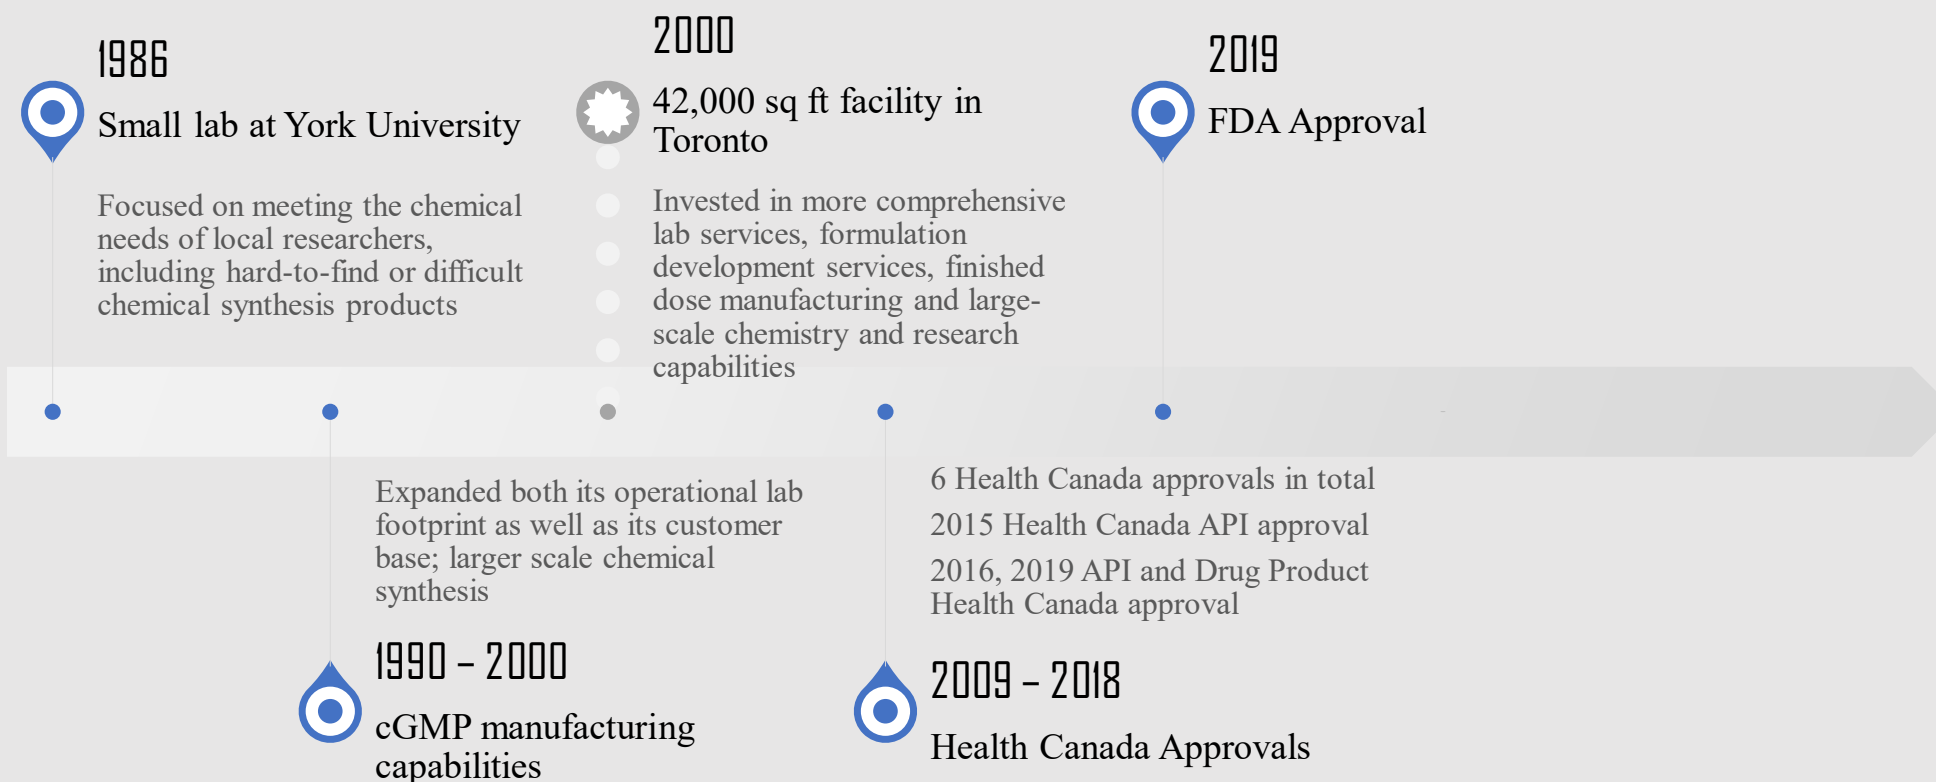 1986
Small lab at York University
Focused on meeting the chemical
needs of local researchers,
including hard-to-find or difficult
chemical synthesis products
1990 – 2000
cGMP manufacturing
capabilities
Expanded both its operational lab
footprint as well as its customer
base; larger scale chemical
synthesis
2000
42,000 sq ft facility in
Toronto
Invested in more comprehensive
lab services, formulation
development services, finished
dose manufacturing and large-
scale chemistry and research
capabilities
2009 – 2018
Health Canada Approvals
6 Health Canada approvals in total
2015 Health Canada API approval
2016, 2019 API and Drug Product
Health Canada approval
2019
FDA Approval